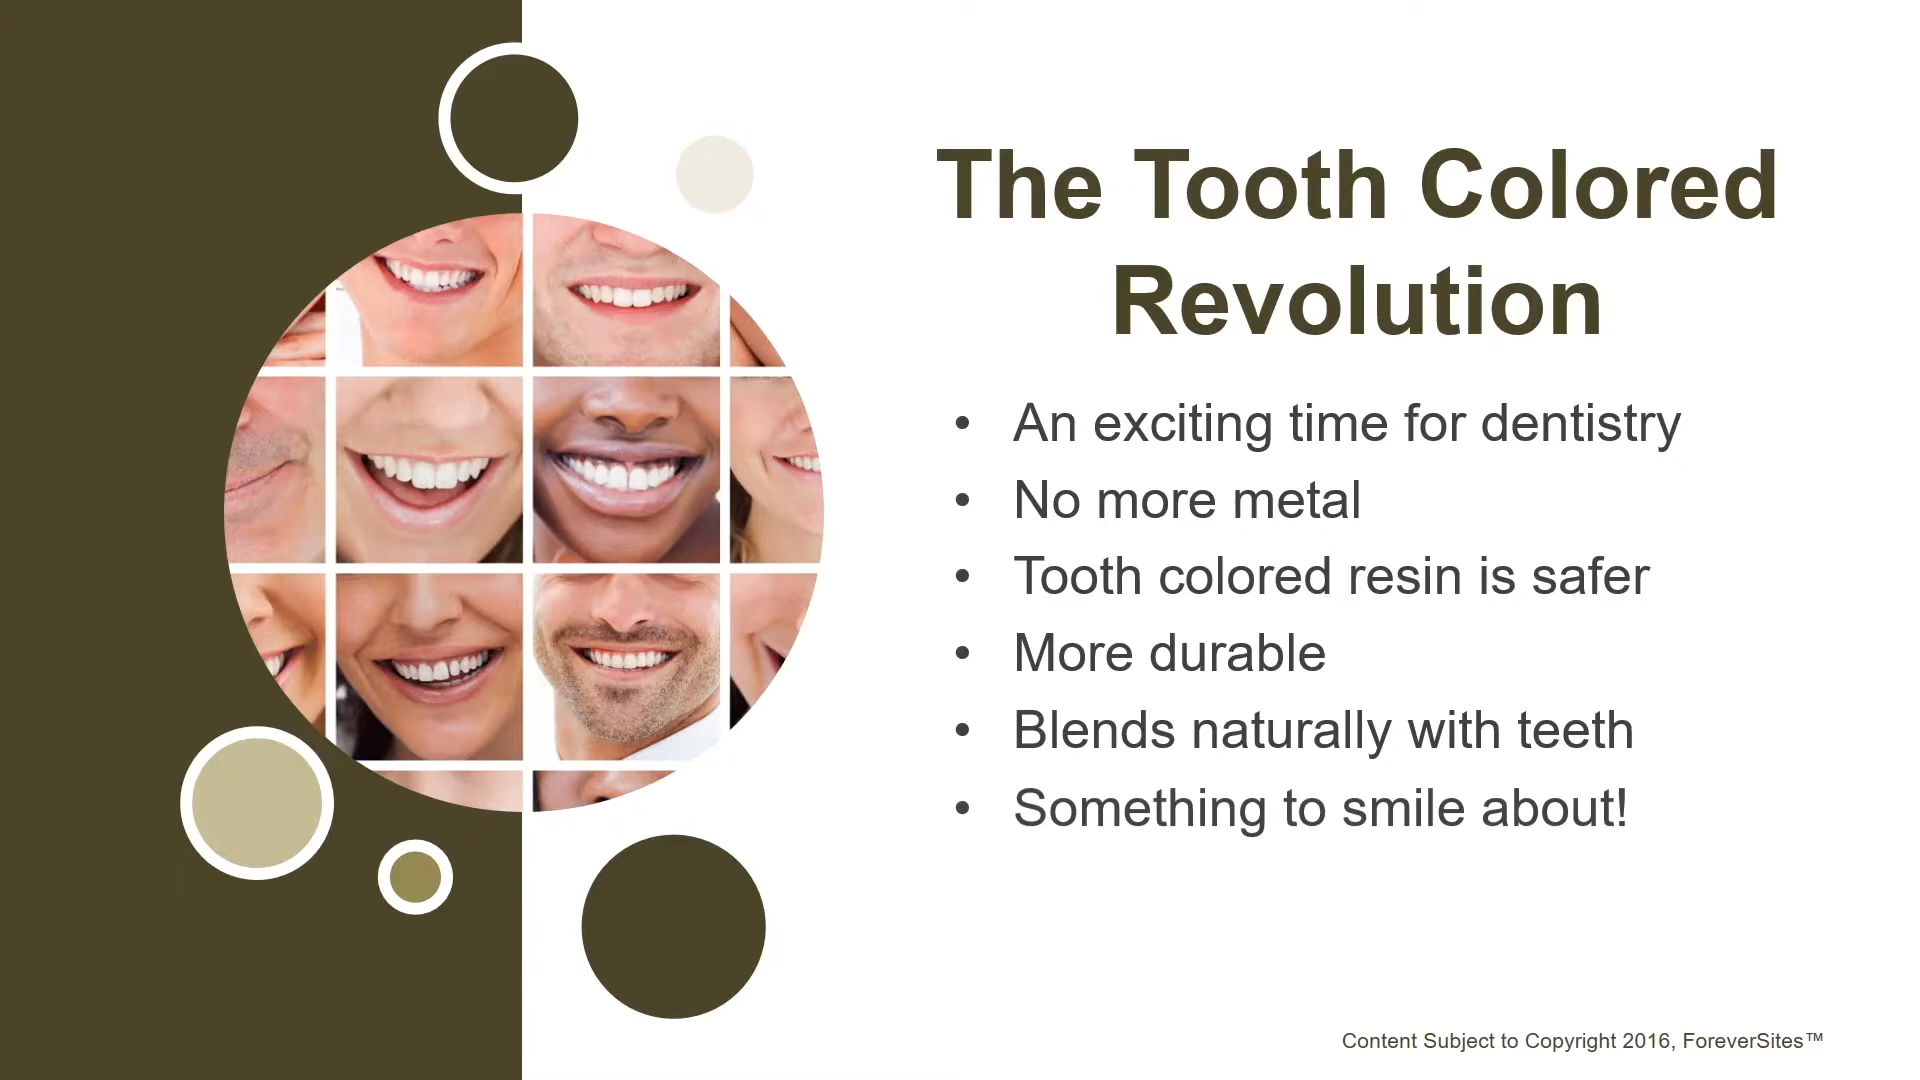 The Tooth Colored
Revolution
• An exciting time for dentistry
• No more metal
• Tooth colored resin is safer
• More durable
• Blends naturally with teeth
• Something to smile about!
Content Subject to Copyright 2016, ForeverSites™